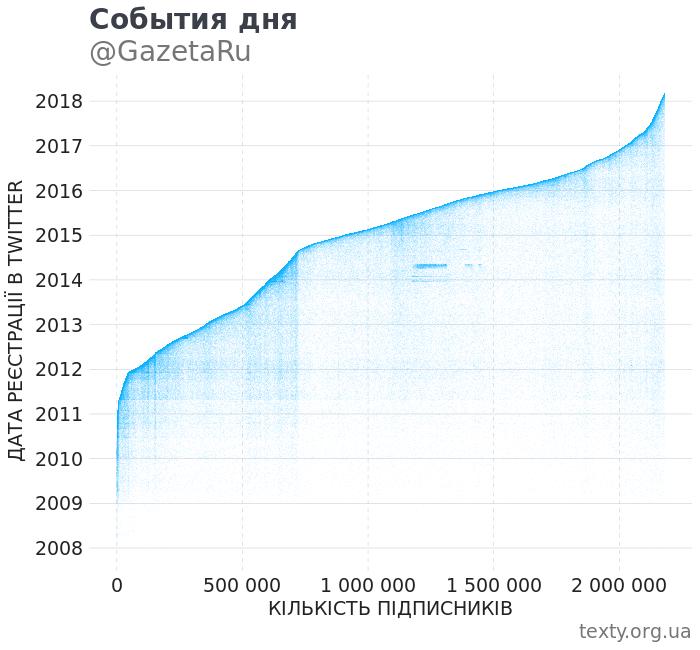 События дня
@GazetaRu
2018
2017
2016
2015
2014
2013
2012
2011
2010
2009
2008
ДАТА РЕЄСТРАЦІЇ В TWITTER
0 500 000 1 000 000 1 500 000 2 000 000
КІЛЬКІСТЬ ПІДПИСНИКІВ
texty.org.ua